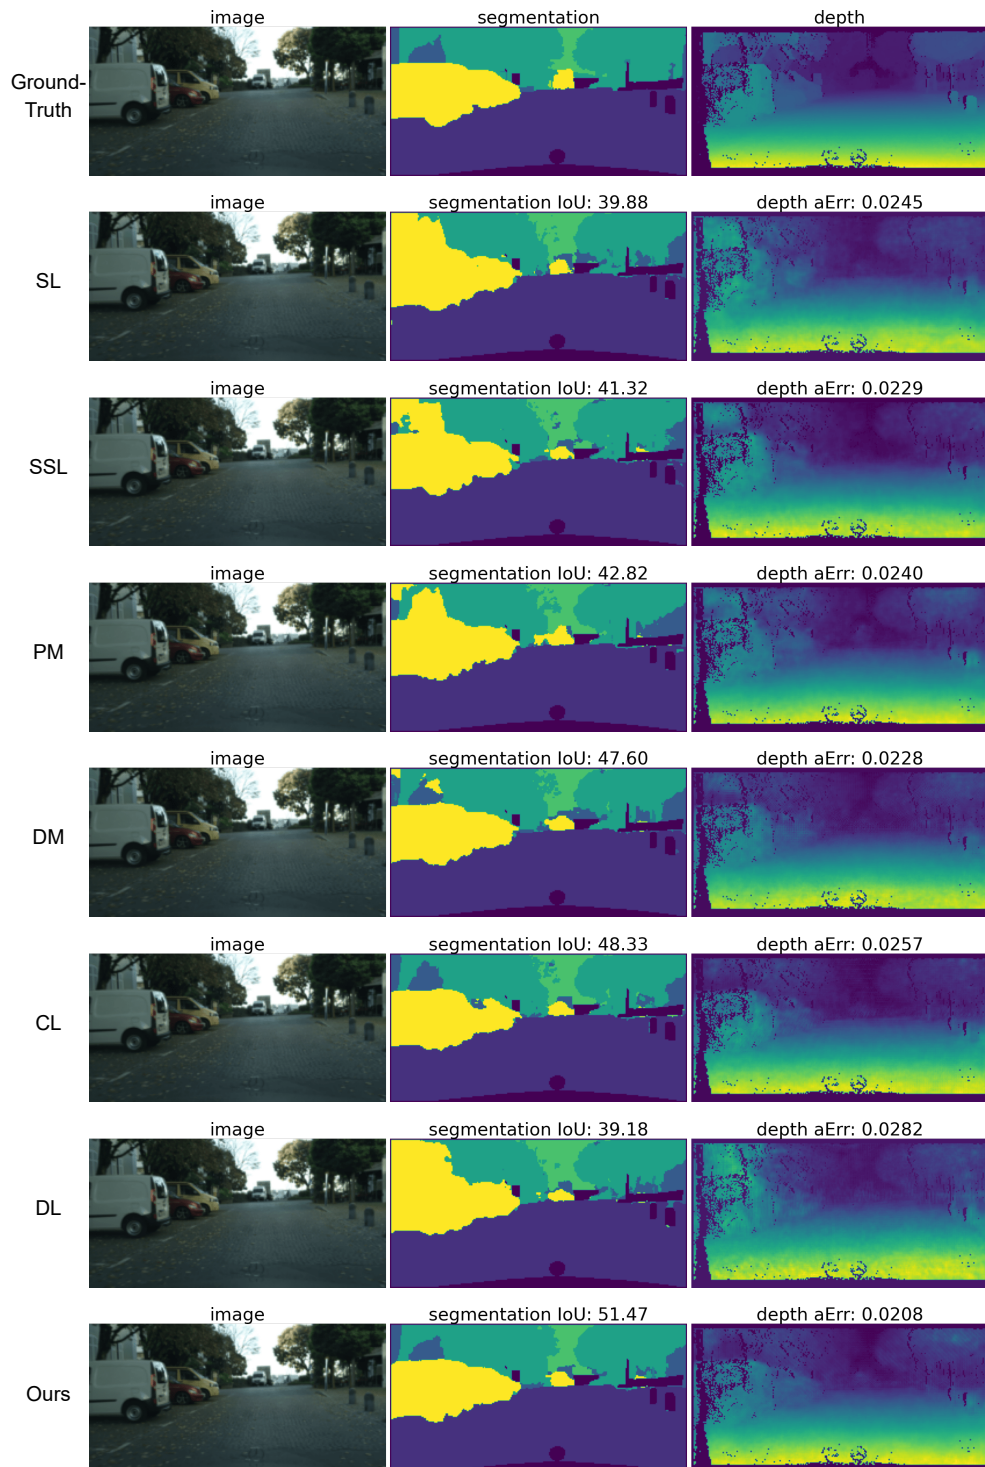 image segmentation depth
Ground-
Truth
image segmentation IoU: 39.88 depth aErr: 0.0245
SL
image segmentation IoU: 41.32 depth aErr: 0.0229
SSL
image segmentation IoU: 42.82 depth aErr: 0.0240
PM
image segmentation IoU: 47.60 depth aErr: 0.0228
DM
image segmentation IoU: 48.33 depth aErr: 0.0257
CL
image segmentation IoU: 39.18 depth aErr: 0.0282
DL
image segmentation IoU: 51.47 depth aErr: 0.0208
Ours